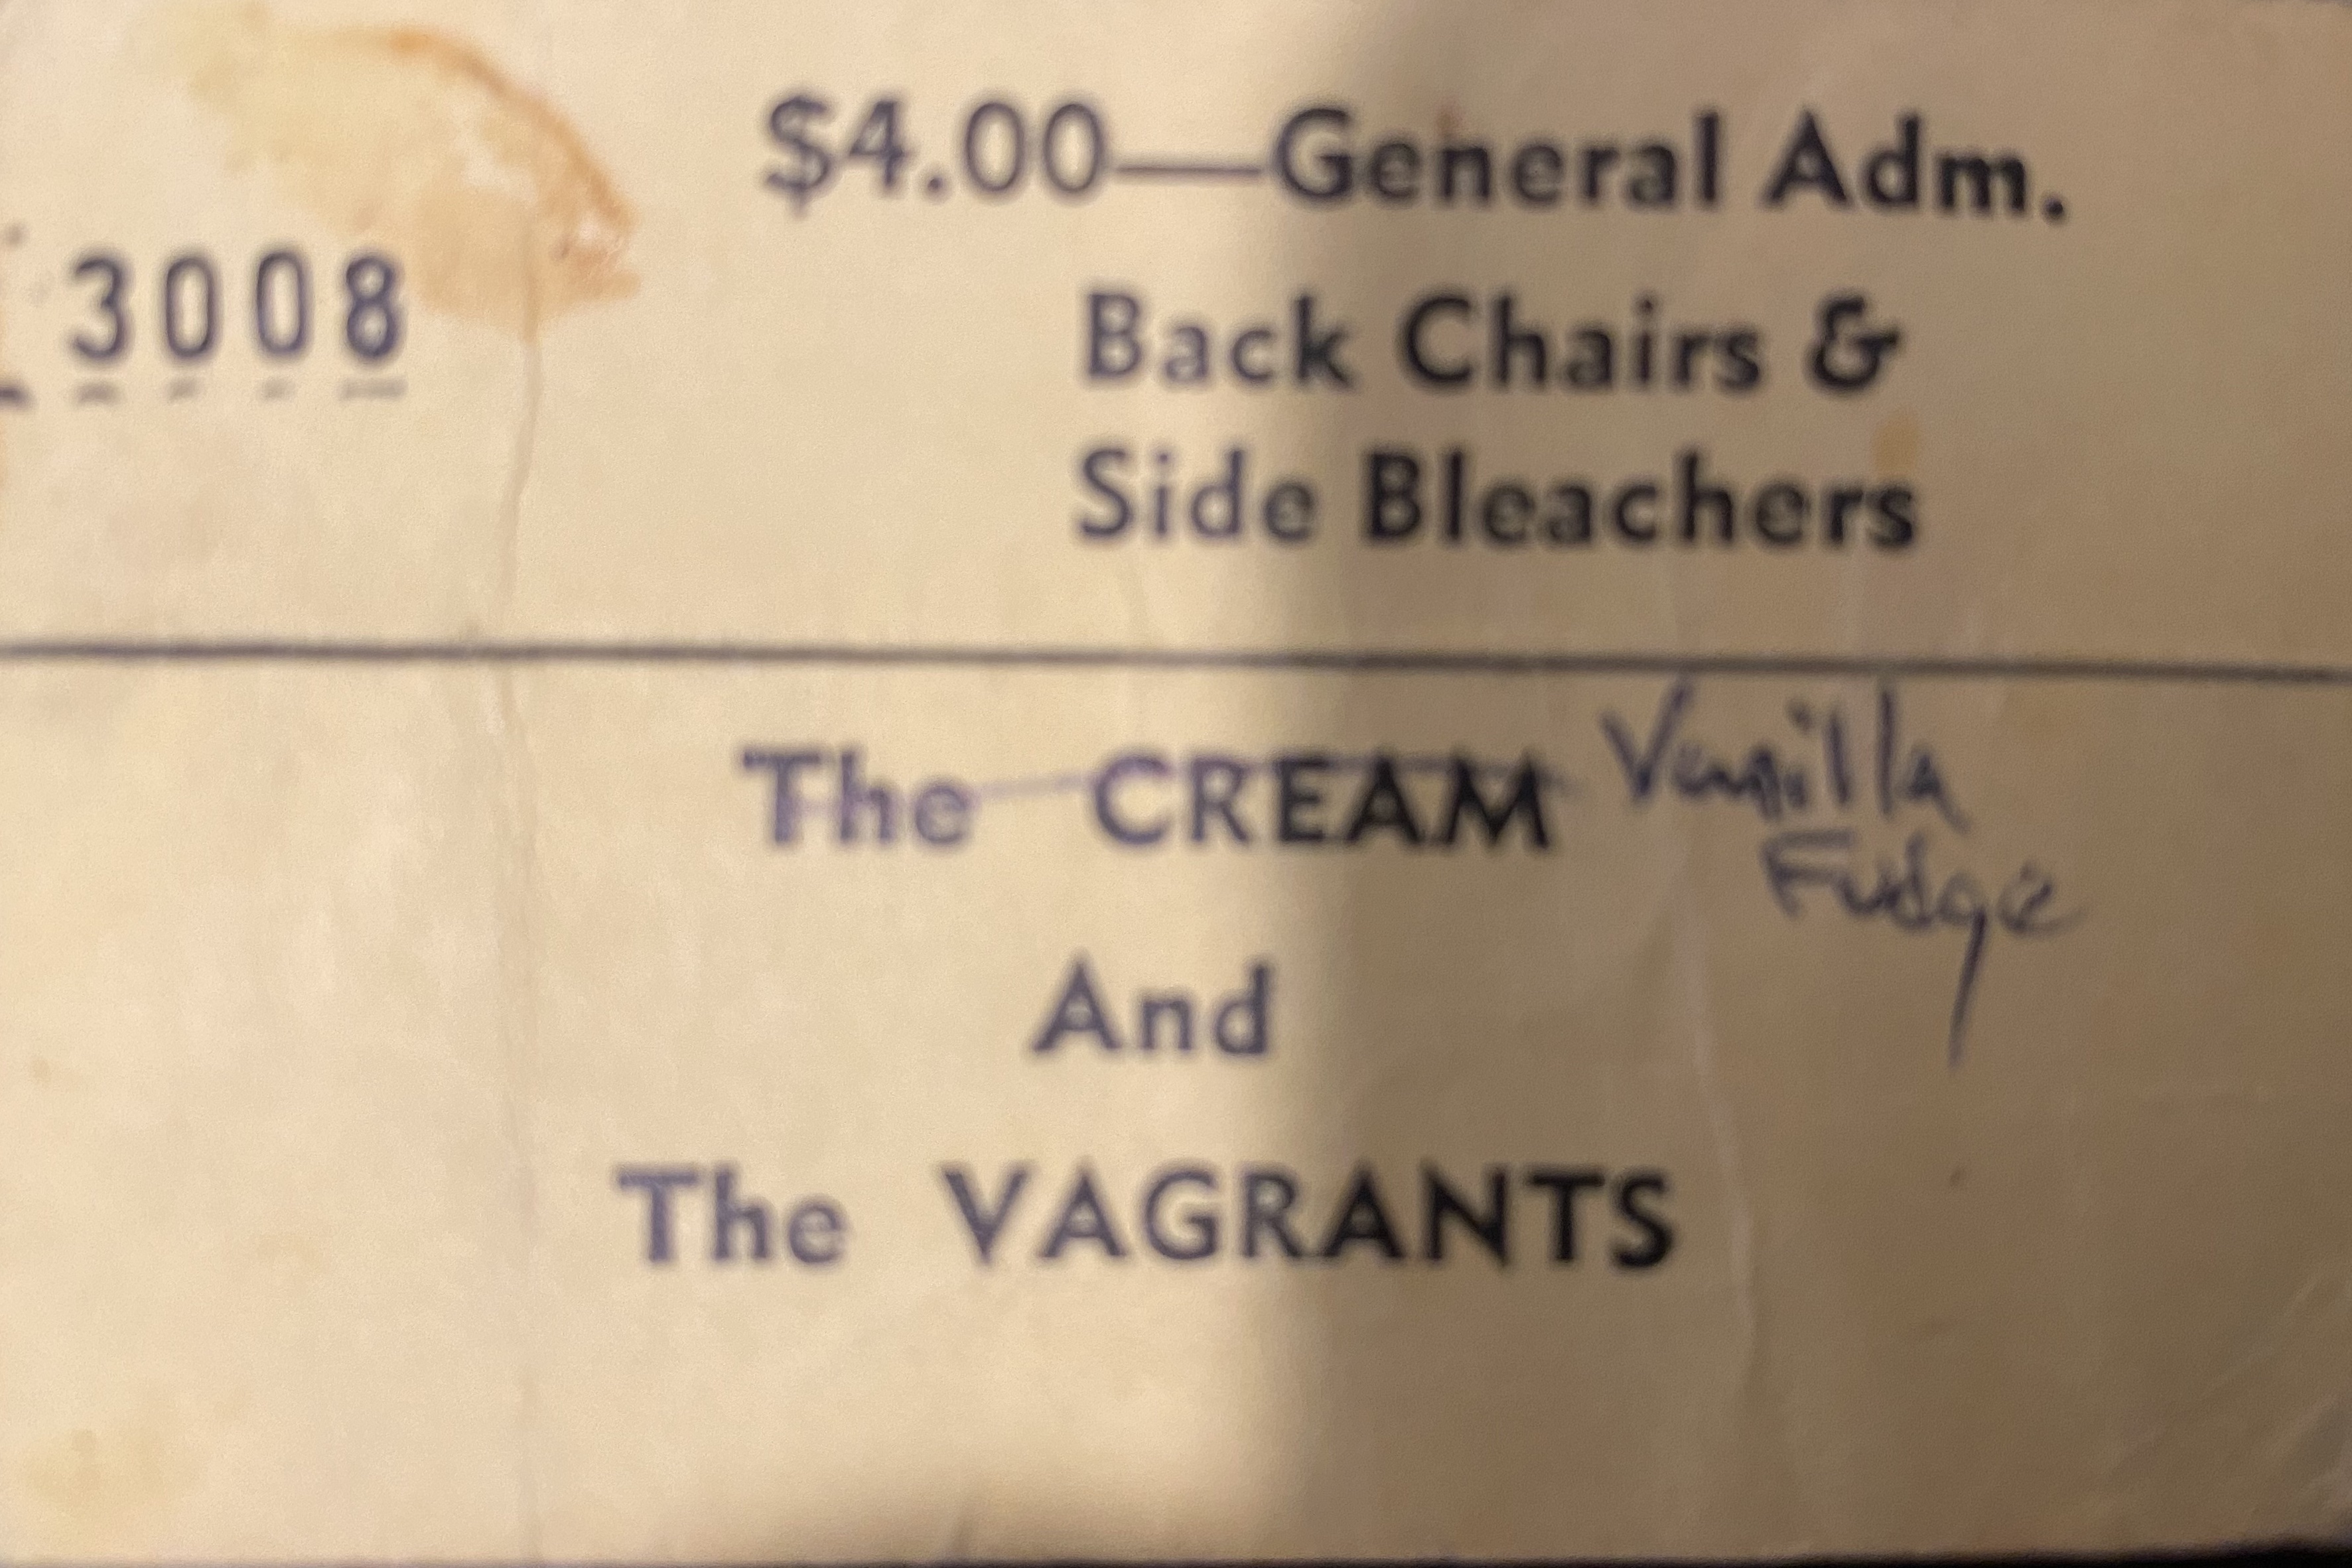 $4.00—General Adm.
3008
Back Chairs &
Side Bleachers
The CREAM Vanilla
Fudge
And
The VAGRANTS